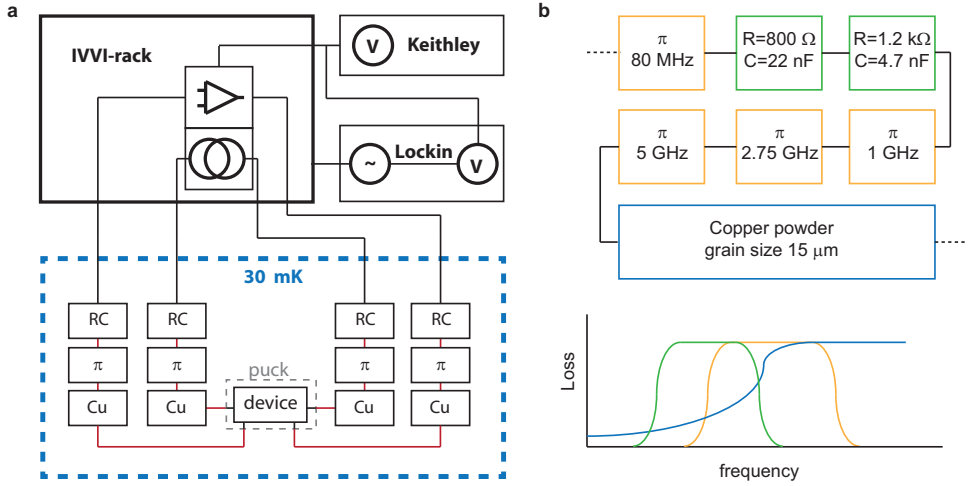 a
IVVI-rack
V
Keithley
~
Lockin
V
30 mK
RC
RC
RC
RC
π
π
π
π
puck
Cu
Cu
device
Cu
Cu
b
π
80 MHz
R=800 Ω
C=22 nF
R=1.2 kΩ
C=4.7 nF
π
5 GHz
π
2.75 GHz
π
1 GHz
Copper powder
grain size 15 μm
Loss
frequency